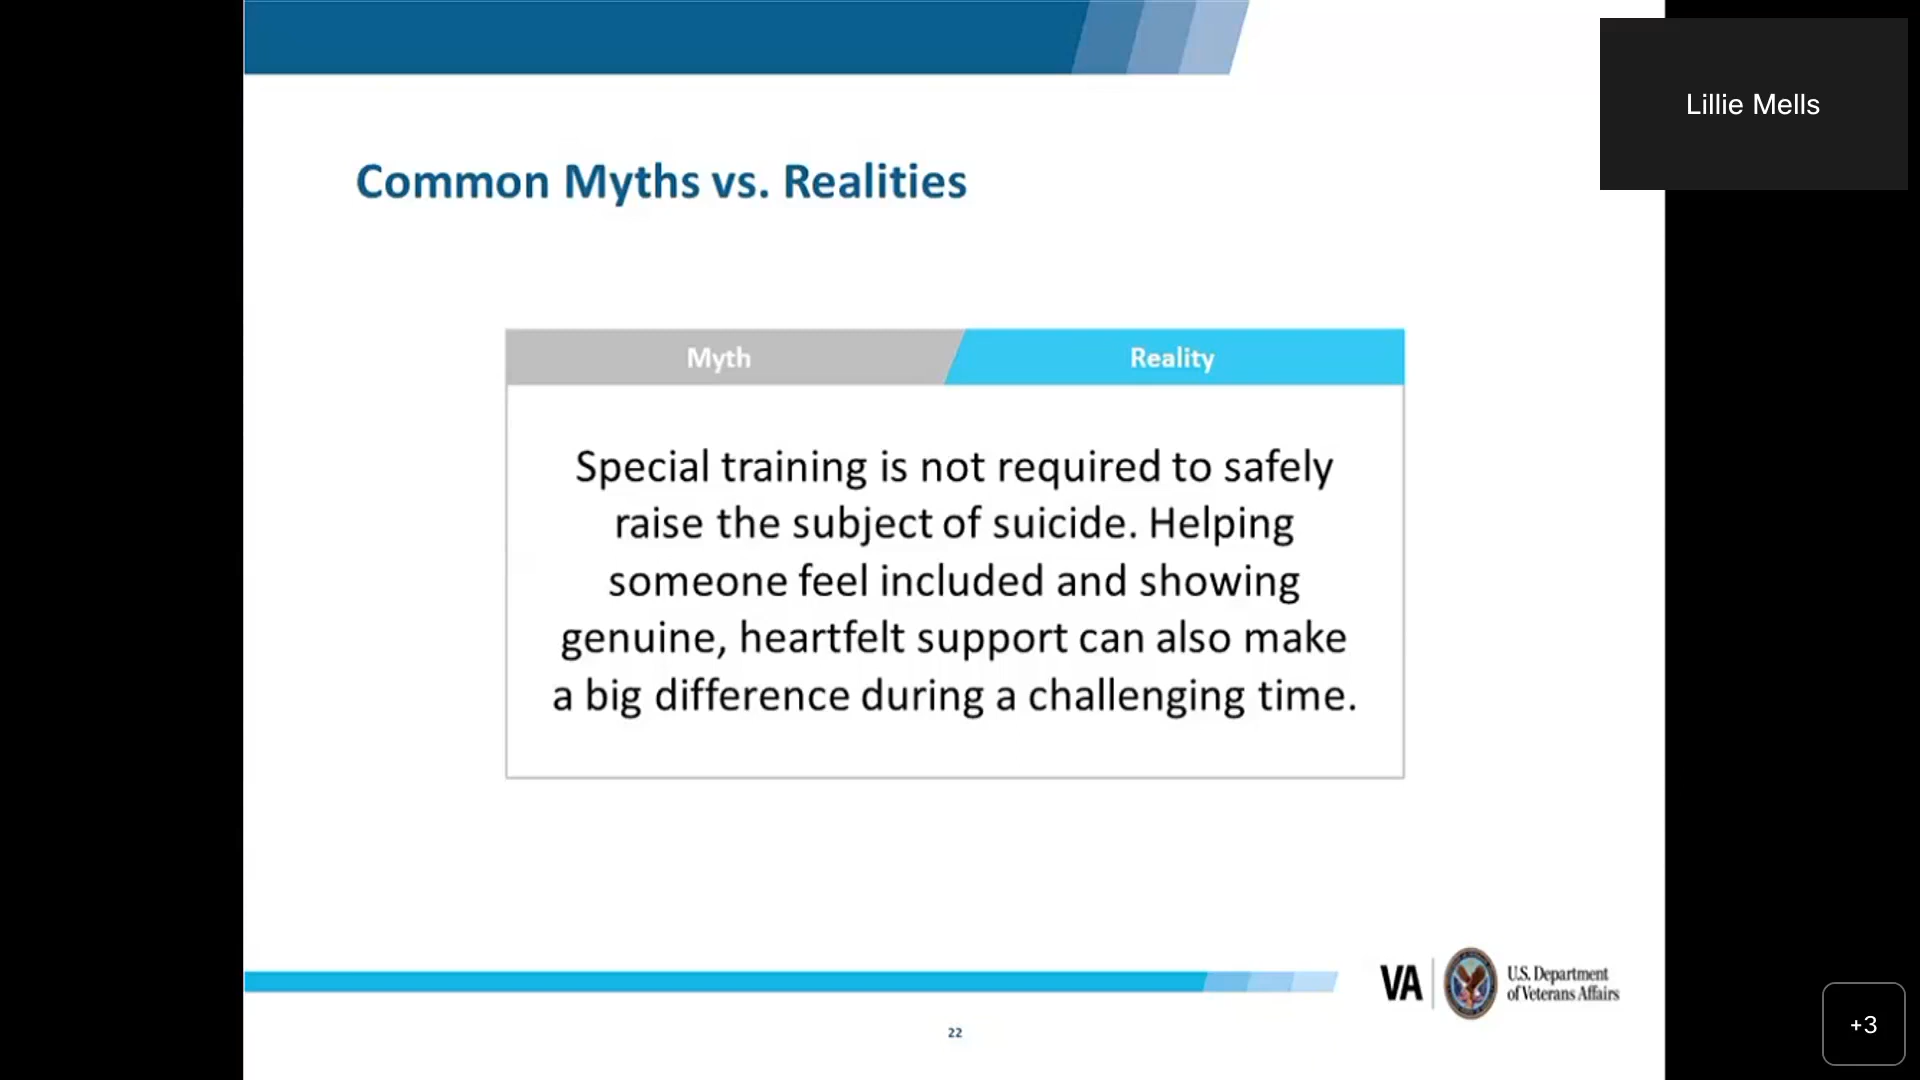 Lillie Mells
Common Myths vs. Realities
Myth
Reality
Special training is not required to safely
raise the subject of suicide. Helping
someone feel included and showing
genuine, heartfelt support can also make
a big difference during a challenging time.
VA
U.S. Department
of Veterans Affairs
22
+3